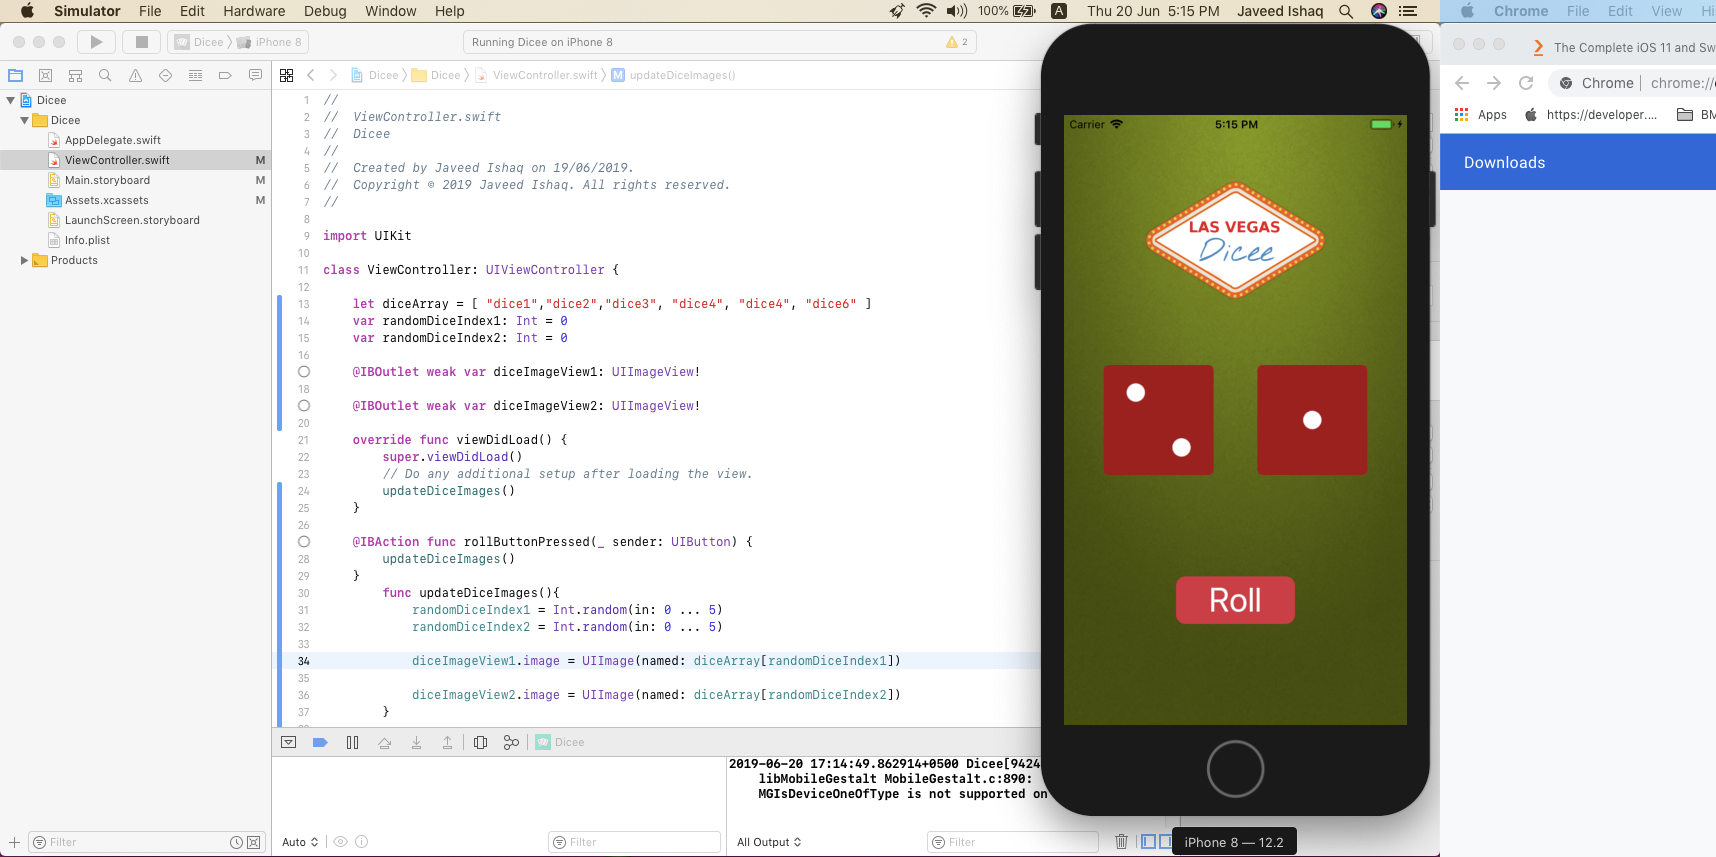 Simulator File Edit Hardware Debug Window Help 100% A Thu 20 Jun 5:15 PM Javeed Ishaq
Chrome File Edit View Hi
Dicee iPhone 8 Running Dicee on iPhone 8 2
The Complete iOS 11 and Sw
Chrome chrome://
Apps https://developer.... BM
Downloads
Dicee Dicee ViewController.swift M updateDiceImages()
Dicee
Dicee
AppDelegate.swift
ViewController.swift M
Main.storyboard M
Assets.xcassets M
LaunchScreen.storyboard
Info.plist
Products
1 //
2 // ViewController.swift
3 // Dicee
4 //
5 // Created by Javeed Ishaq on 19/06/2019.
6 // Copyright © 2019 Javeed Ishaq. All rights reserved.
7 //
8
9 import UIKit
10
11 class ViewController: UIViewController {
12
13 let diceArray = [ "dice1","dice2","dice3", "dice4", "dice4", "dice6" ]
14 var randomDiceIndex1: Int = 0
15 var randomDiceIndex2: Int = 0
16
@IBOutlet weak var diceImageView1: UIImageView!
18
@IBOutlet weak var diceImageView2: UIImageView!
20
21 override func viewDidLoad() {
22 super.viewDidLoad()
23 // Do any additional setup after loading the view.
24 updateDiceImages()
25 }
26
@IBAction func rollButtonPressed(_ sender: UIButton) {
28 updateDiceImages()
29 }
30 func updateDiceImages(){
31 randomDiceIndex1 = Int.random(in: 0 ... 5)
32 randomDiceIndex2 = Int.random(in: 0 ... 5)
33
34 diceImageView1.image = UIImage(named: diceArray[randomDiceIndex1])
35
36 diceImageView2.image = UIImage(named: diceArray[randomDiceIndex2])
37 }
Dicee
2019-06-20 17:14:49.862914+0500 Dicee[9424
libMobileGestalt MobileGestalt.c:890:
MGIsDeviceOneOfType is not supported on
Filter Auto Filter All Output Filter
Carrier 5:15 PM
LAS VEGAS
Dicee
Roll
iPhone 8 — 12.2